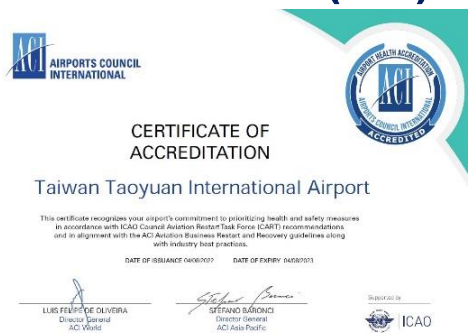 ACI
AIRPORTS COUNCIL
INTERNATIONAL
AIRPORT HEALTH ACCREDITATION
ACI
AIRPORTS COUNCIL INTERNATIONAL
ACCREDITED
CERTIFICATE OF
ACCREDITATION
Taiwan Taoyuan International Airport
This certificate recognizes your airport's commitment to prioritizing health and safety measures
in accordance with ICAO Council Aviation Restart Task Force (CART) recommendations
and in alignment with the ACI Aviation Business Restart and Recovery guidelines along
with industry best practices.
DATE OF ISSUANCE 04/08/2022 DATE OF EXPIRY 04/08/2023
LUIS FELIPE DE OLIVEIRA
Director General
ACI World
STEFANO BARONCI
Director General
ACI Asia-Pacific
Supported by
ICAO